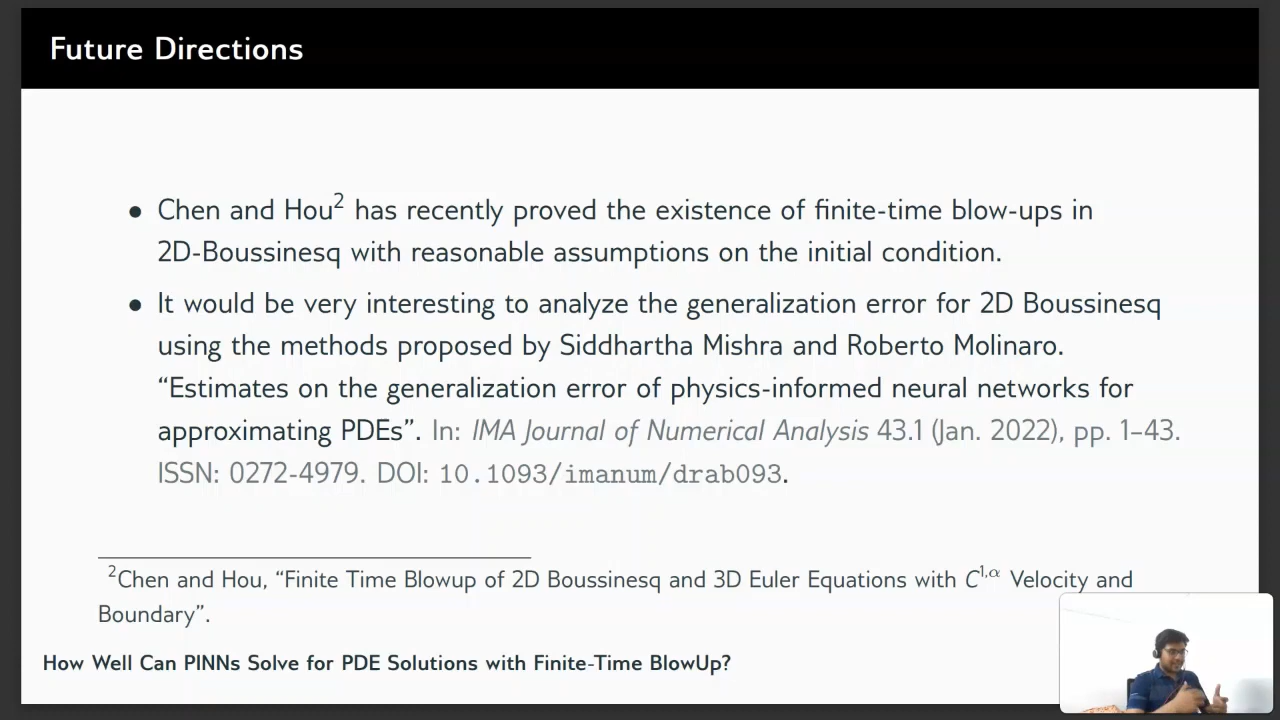 Future Directions
• Chen and Hou² has recently proved the existence of finite-time blow-ups in
2D-Boussinesq with reasonable assumptions on the initial condition.
• It would be very interesting to analyze the generalization error for 2D Boussinesq
using the methods proposed by Siddhartha Mishra and Roberto Molinaro.
“Estimates on the generalization error of physics-informed neural networks for
approximating PDEs”. In: IMA Journal of Numerical Analysis 43.1 (Jan. 2022), pp. 1–43.
ISSN: 0272-4979. DOI: 10.1093/imanum/drab093.
²Chen and Hou, “Finite Time Blowup of 2D Boussinesq and 3D Euler Equations with C¹,ᵅ Velocity and
Boundary”.
How Well Can PINNs Solve for PDE Solutions with Finite-Time BlowUp?